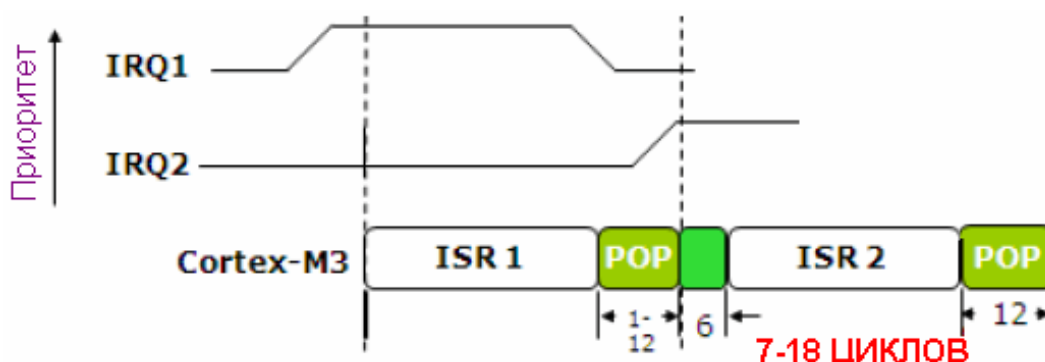 Приоритет
IRQ1
IRQ2
Cortex-M3 ISR 1 POP ISR 2 POP
1-
12 6 12
7-18 ЦИКЛОВ